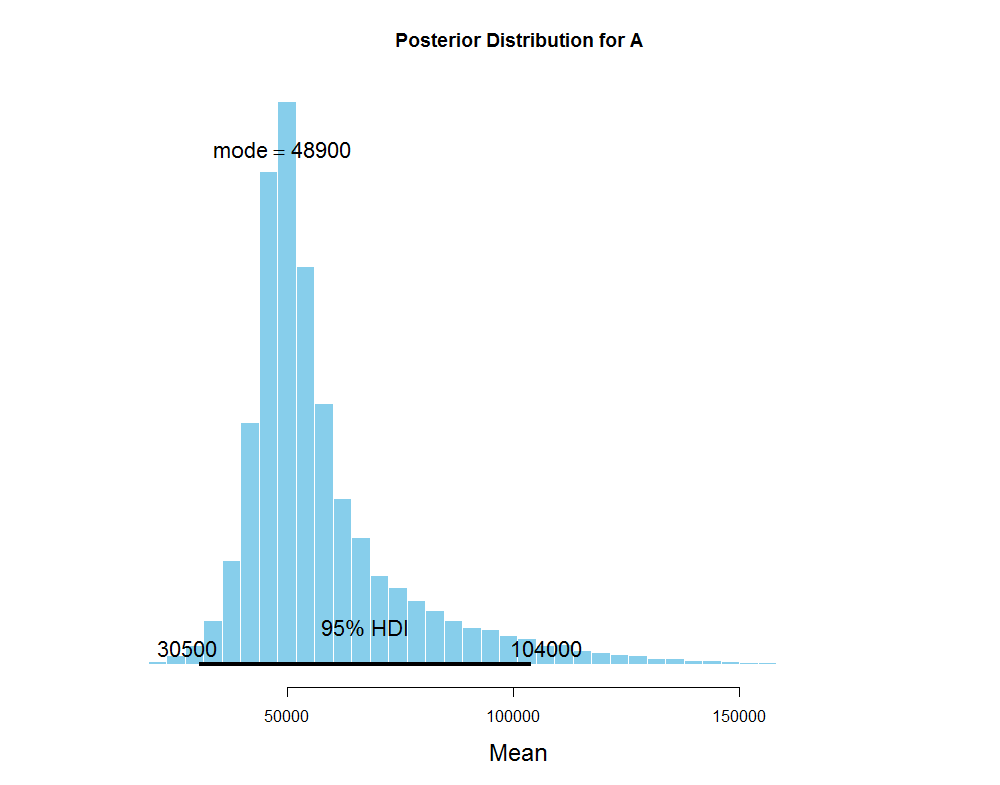 Posterior Distribution for A
mode = 48900
95% HDI
30500 104000
50000 100000 150000
Mean